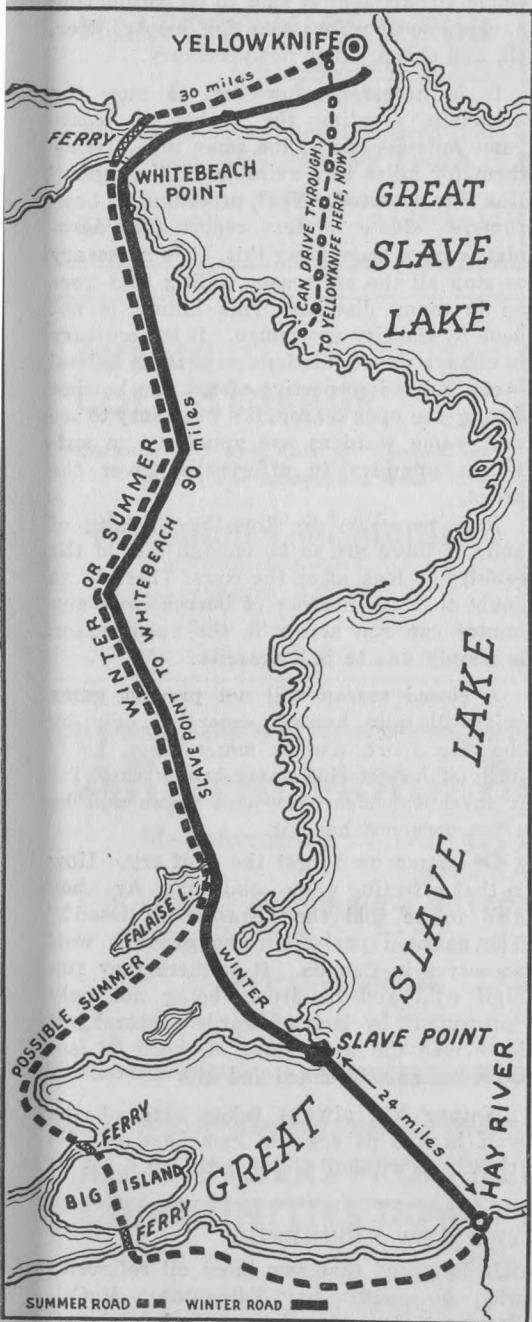 YELLOWKNIFE
30 miles
FERRY
WHITEBEACH
POINT
CAN DRIVE THROUGH
TO YELLOWKNIFE HERE, NOW
GREAT
SLAVE
LAKE
90 miles
WINTER OR SUMMER
SLAVE POINT TO WHITEBEACH
FALAISE L.
POSSIBLE SUMMER
WINTER
GREAT SLAVE LAKE
SLAVE POINT
24 miles
HAY RIVER
FERRY
BIG ISLAND
FERRY
SUMMER ROAD WINTER ROAD